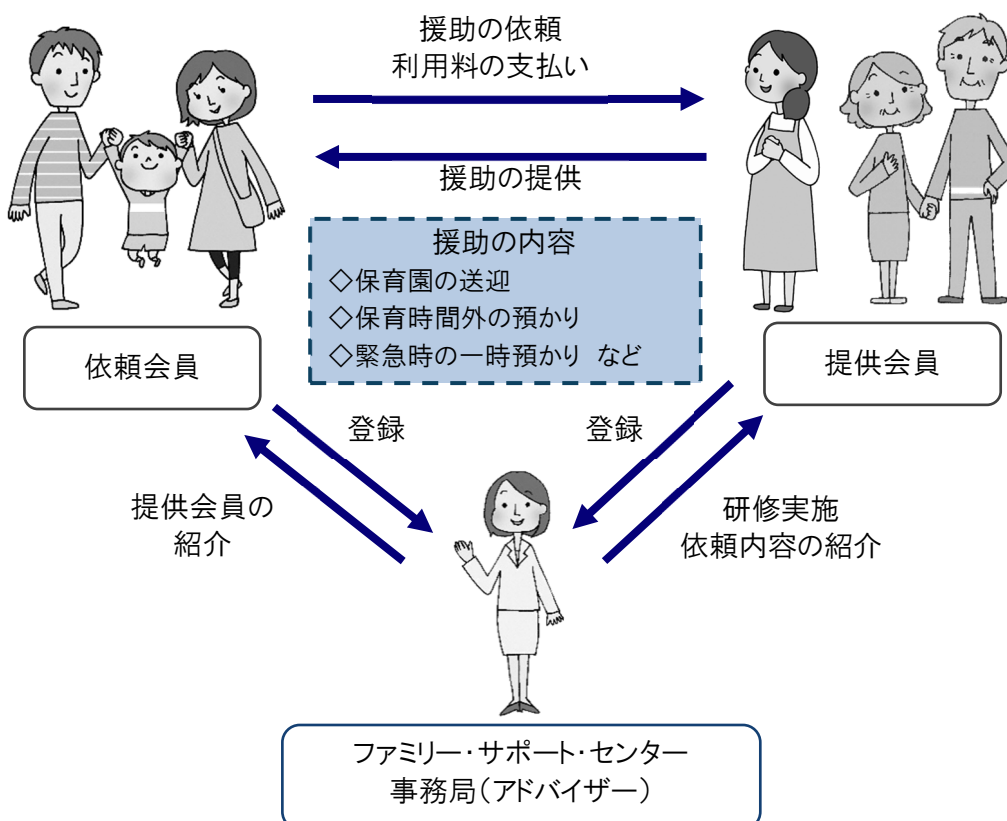 援助の依頼
利用料の支払い
援助の提供
援助の内容
◇保育園の送迎
◇保育時間外の預かり
◇緊急時の一時預かり など
依頼会員
提供会員
登録
登録
提供会員の
紹介
研修実施
依頼内容の紹介
ファミリー・サポート・センター
事務局(アドバイザー)